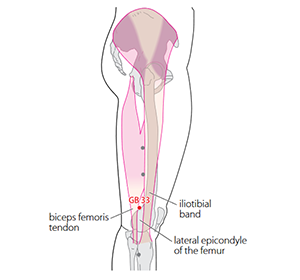 GB 33
iliotibial
band
biceps femoris
tendon
lateral epicondyle
of the femur